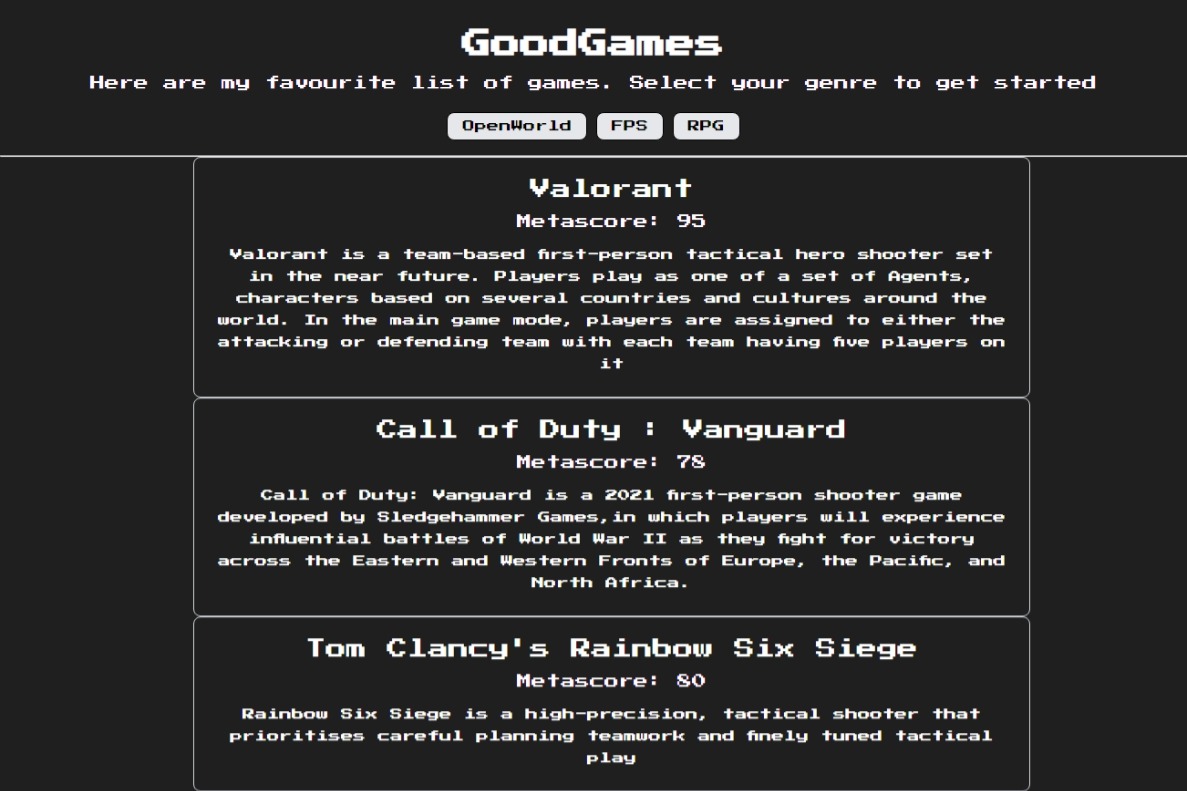 GoodGames
Here are my favourite list of games. Select your genre to get started
OpenWorld FPS RPG
Valorant
Metascore: 95
Valorant is a team-based first-person tactical hero shooter set
in the near future. Players play as one of a set of Agents,
characters based on several countries and cultures around the
world. In the main game mode, players are assigned to either the
attacking or defending team with each team having five players on
it
Call of Duty : Vanguard
Metascore: 78
Call of Duty: Vanguard is a 2021 first-person shooter game
developed by Sledgehammer Games,in which players will experience
influential battles of World War II as they fight for victory
across the Eastern and Western Fronts of Europe, the Pacific, and
North Africa.
Tom Clancy's Rainbow Six Siege
Metascore: 80
Rainbow Six Siege is a high-precision, tactical shooter that
prioritises careful planning teamwork and finely tuned tactical
play